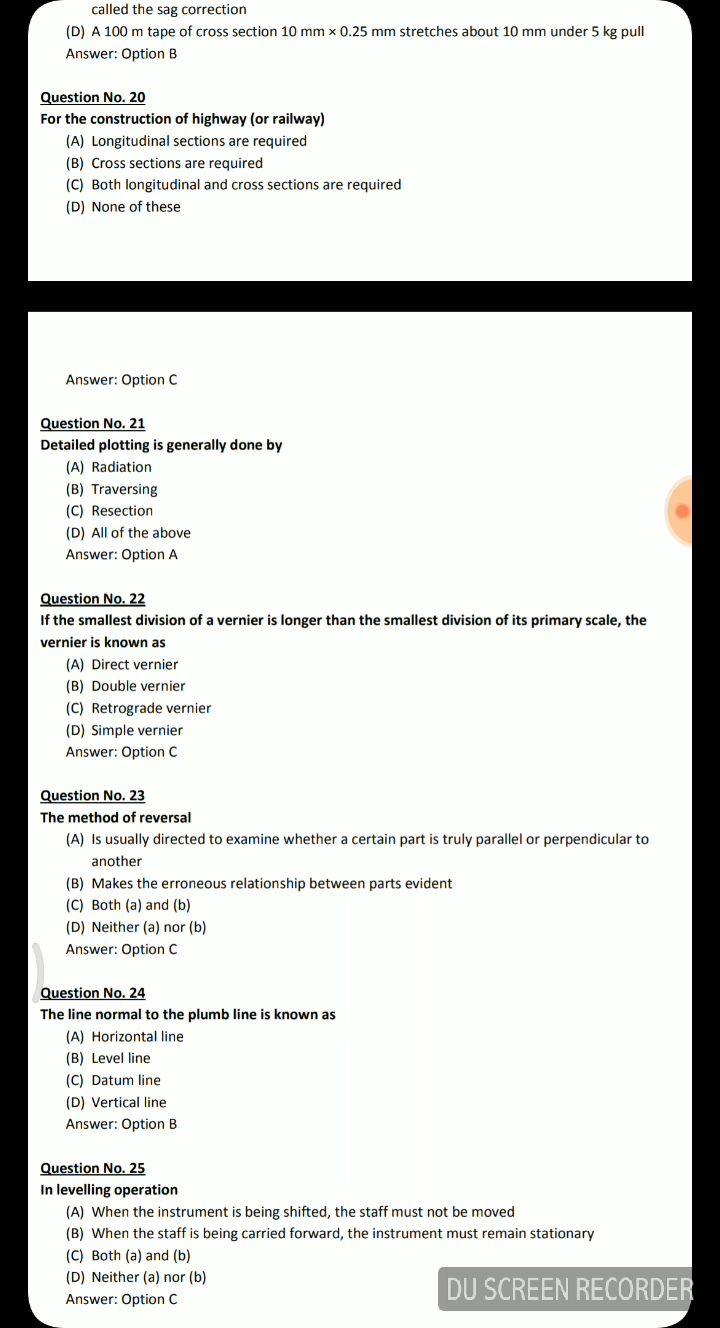 called the sag correction
(D) A 100 m tape of cross section 10 mm × 0.25 mm stretches about 10 mm under 5 kg pull
Answer: Option B
Question No. 20
For the construction of highway (or railway)
(A) Longitudinal sections are required
(B) Cross sections are required
(C) Both longitudinal and cross sections are required
(D) None of these
Answer: Option C
Question No. 21
Detailed plotting is generally done by
(A) Radiation
(B) Traversing
(C) Resection
(D) All of the above
Answer: Option A
Question No. 22
If the smallest division of a vernier is longer than the smallest division of its primary scale, the
vernier is known as
(A) Direct vernier
(B) Double vernier
(C) Retrograde vernier
(D) Simple vernier
Answer: Option C
Question No. 23
The method of reversal
(A) Is usually directed to examine whether a certain part is truly parallel or perpendicular to
another
(B) Makes the erroneous relationship between parts evident
(C) Both (a) and (b)
(D) Neither (a) nor (b)
Answer: Option C
Question No. 24
The line normal to the plumb line is known as
(A) Horizontal line
(B) Level line
(C) Datum line
(D) Vertical line
Answer: Option B
Question No. 25
In levelling operation
(A) When the instrument is being shifted, the staff must not be moved
(B) When the staff is being carried forward, the instrument must remain stationary
(C) Both (a) and (b)
(D) Neither (a) nor (b)
Answer: Option C
DU SCREEN RECORDER